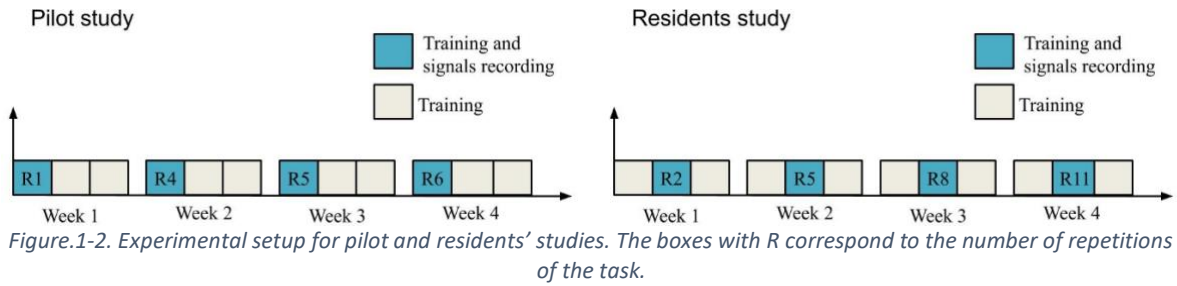 Pilot study
Training and
signals recording
Training
R1
R4
R5
R6
Week 1
Week 2
Week 3
Week 4
Residents study
Training and
signals recording
Training
R2
R5
R8
R11
Week 1
Week 2
Week 3
Week 4
Figure.1-2. Experimental setup for pilot and residents’ studies. The boxes with R correspond to the number of repetitions
of the task.